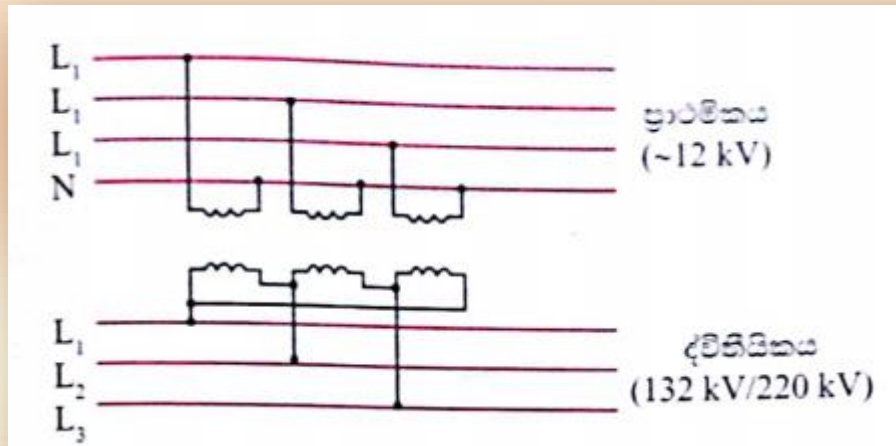 L₁
L₁
L₁
N
ප්‍රාථමිකය
(~12 kV)
L₁
L₂
L₃
ද්විතීයිකය
(132 kV/220 kV)